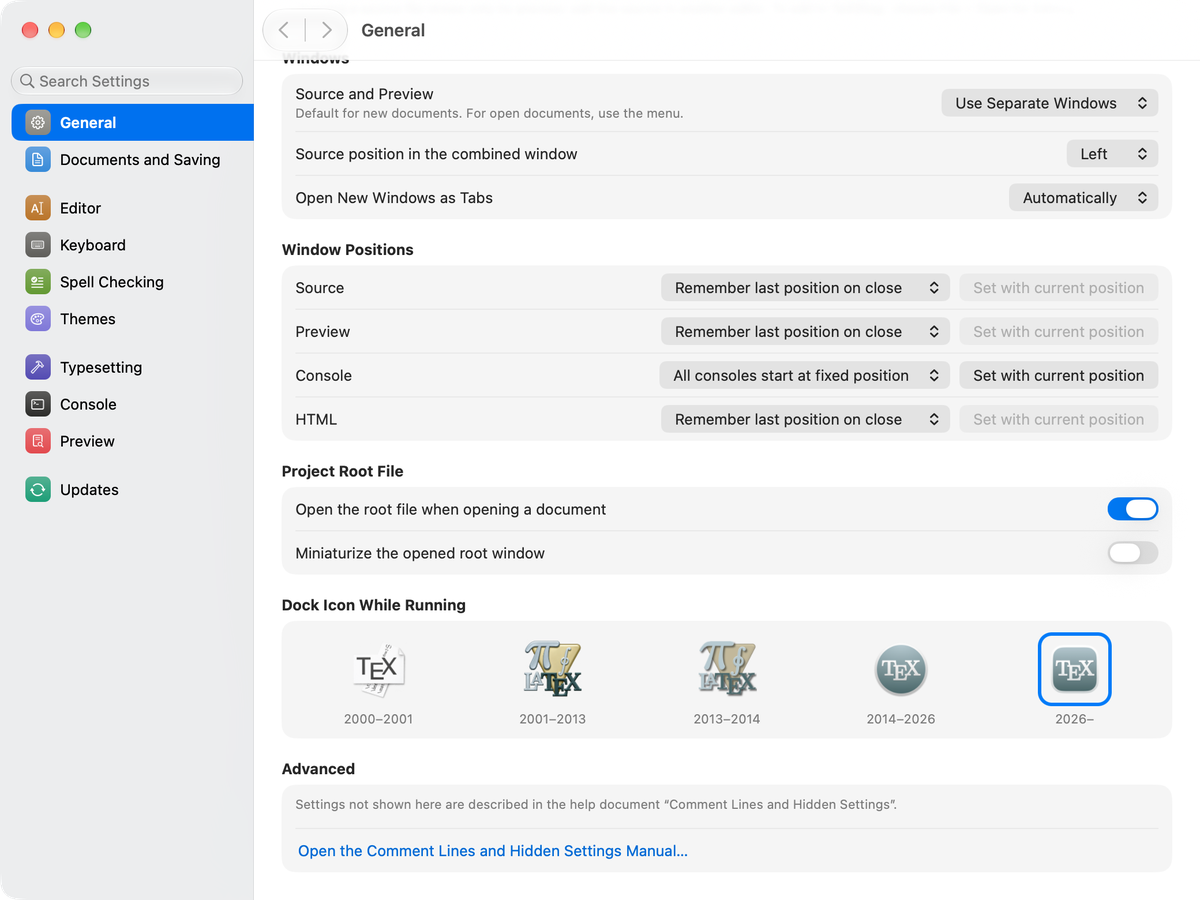 General
Search Settings
General
Documents and Saving
Editor
Keyboard
Spell Checking
Themes
Typesetting
Console
Preview
Updates
Windows
Source and Preview
Use Separate Windows
Default for new documents. For open documents, use the menu.
Source position in the combined window
Left
Open New Windows as Tabs
Automatically
Window Positions
Source
Remember last position on close
Set with current position
Preview
Remember last position on close
Set with current position
Console
All consoles start at fixed position
Set with current position
HTML
Remember last position on close
Set with current position
Project Root File
Open the root file when opening a document
Miniaturize the opened root window
Dock Icon While Running
TEX
LATEX
LATEX
TEX
TEX
2000–2001
2001–2013
2013–2014
2014–2026
2026–
Advanced
Settings not shown here are described in the help document “Comment Lines and Hidden Settings”.
Open the Comment Lines and Hidden Settings Manual...